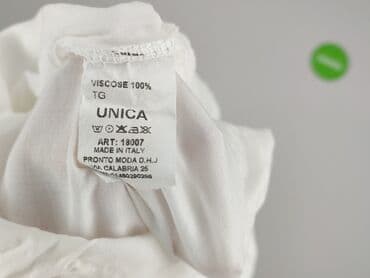 VISCOSE 100%
TG
UNICA
ART: 18007
MADE IN ITALY
PRONTO MODA D.H.J
CALABRIA 25